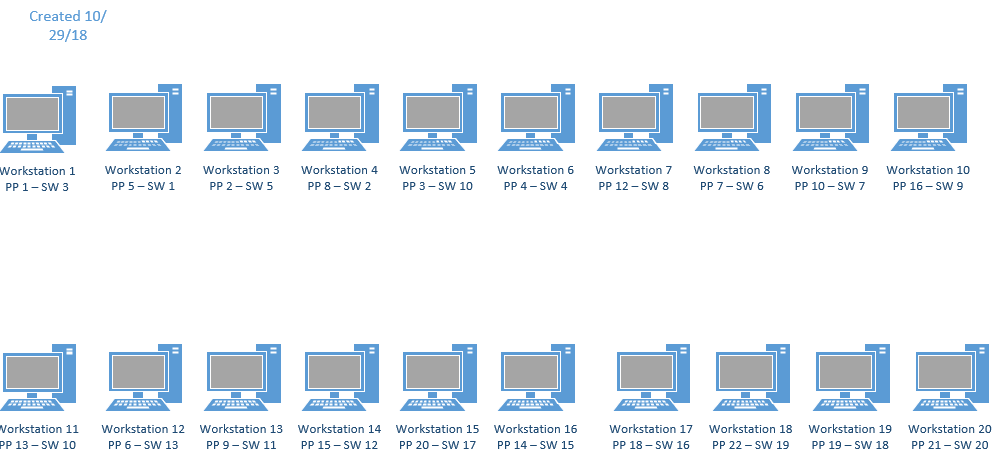 Created 10/
29/18
Workstation 1
PP 1 – SW 3
Workstation 2
PP 5 – SW 1
Workstation 3
PP 2 – SW 5
Workstation 4
PP 8 – SW 2
Workstation 5
PP 3 – SW 10
Workstation 6
PP 4 – SW 4
Workstation 7
PP 12 – SW 8
Workstation 8
PP 7 – SW 6
Workstation 9
PP 10 – SW 7
Workstation 10
PP 16 – SW 9
Workstation 11
PP 13 – SW 10
Workstation 12
PP 6 – SW 13
Workstation 13
PP 9 – SW 11
Workstation 14
PP 15 – SW 12
Workstation 15
PP 20 – SW 17
Workstation 16
PP 14 – SW 15
Workstation 17
PP 18 – SW 16
Workstation 18
PP 22 – SW 19
Workstation 19
PP 19 – SW 18
Workstation 20
PP 21 – SW 20